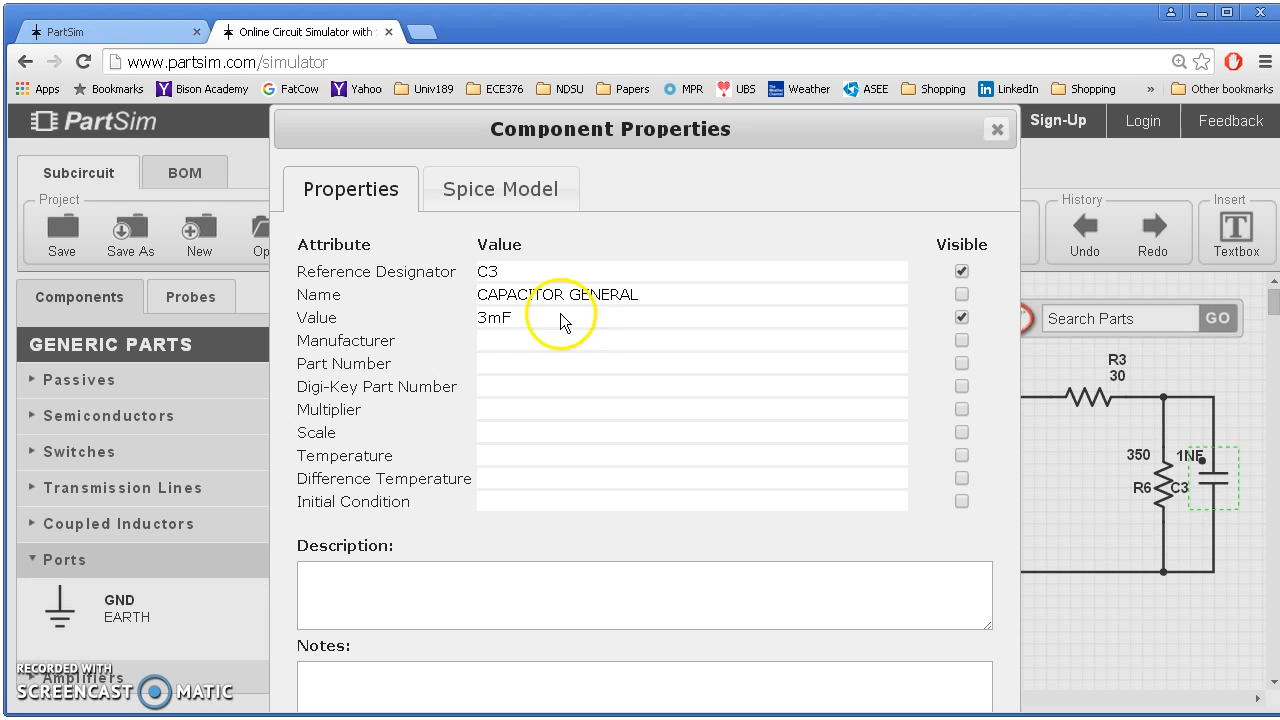 PartSim
Online Circuit Simulator with
www.partsim.com/simulator
Apps Bookmarks Bison Academy GetCow Yahoo Univ189 ECE376 NDSU Papers MPR UBS Weather ASEE Shopping LinkedIn Shopping » Other bookmarks
PartSim
Component Properties
Sign-Up Login Feedback
Subcircuit BOM
Properties Spice Model
Project
History Insert
Save Save As New Op
Undo Redo Textbox
Attribute Value Visible
Reference Designator C3
Name CAPACITOR GENERAL
Value 3mF
Manufacturer
Part Number
Digi-Key Part Number
Multiplier
Scale
Temperature
Difference Temperature
Initial Condition
Description:
Notes:
Components Probes
GENERIC PARTS
Passives
Semiconductors
Switches
Transmission Lines
Coupled Inductors
Ports
GND
EARTH
Amplifiers
Search Parts GO
R3
30
350 1NF
R6 C3
RECORDED WITH
SCREENCAST MATIC